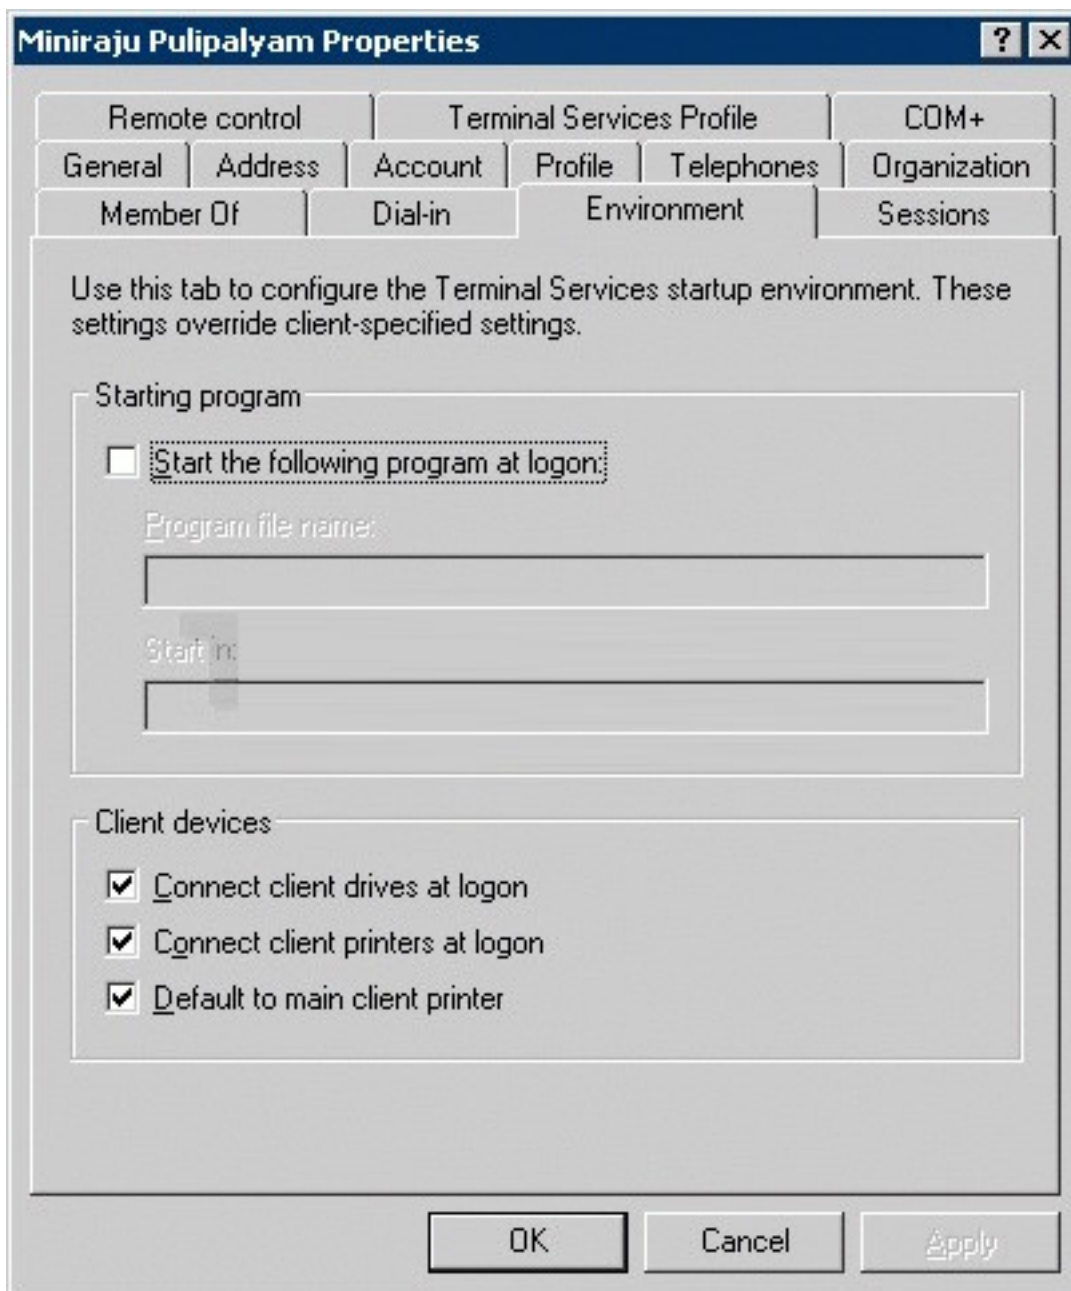 Miniraju Pulipalyam Properties
Remote control Terminal Services Profile COM+
General Address Account Profile Telephones Organization
Member Of Dial-in Environment Sessions
Use this tab to configure the Terminal Services startup environment. These
settings override client-specified settings.
Starting program
Start the following program at logon:
Program file name:
Start in:
Client devices
Connect client drives at logon
Connect client printers at logon
Default to main client printer
OK Cancel Apply